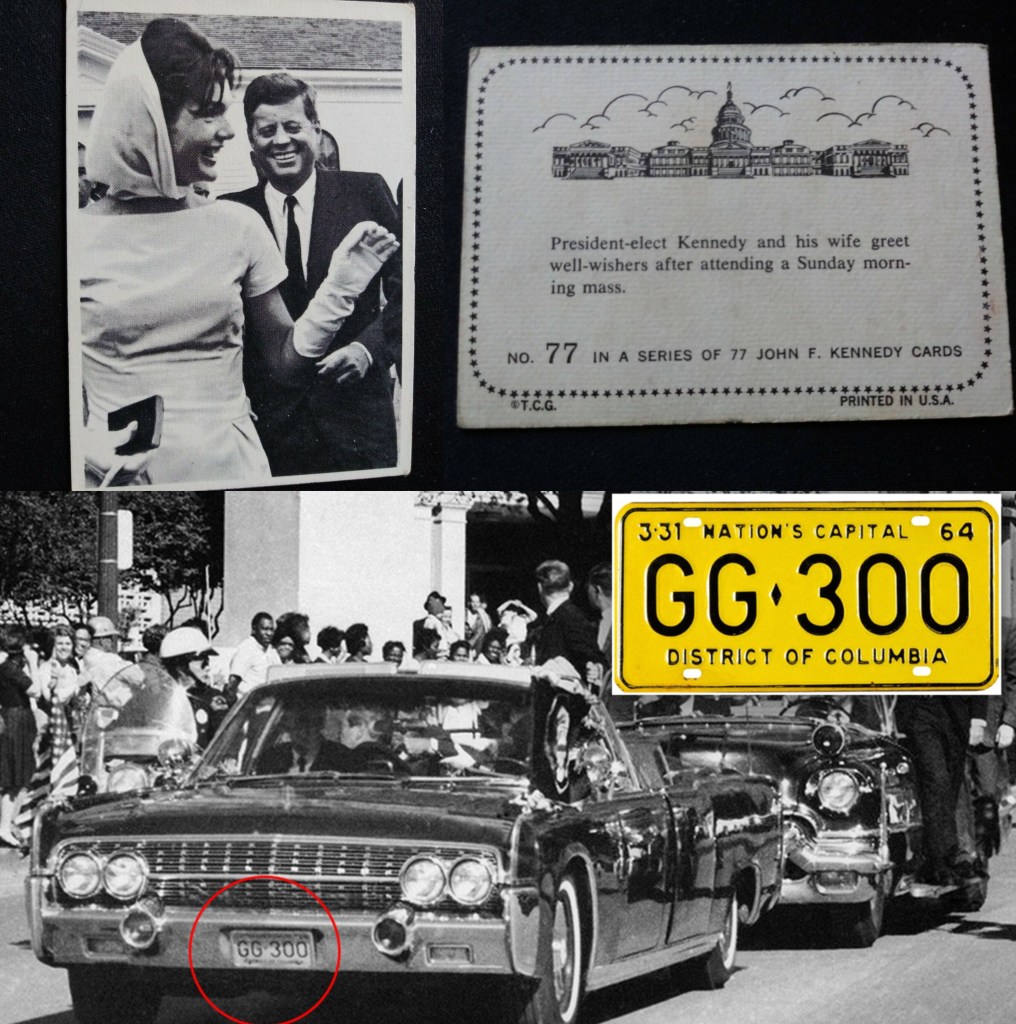 President-elect Kennedy and his wife greet
well-wishers after attending a Sunday morn-
ing mass.
NO. 77 IN A SERIES OF 77 JOHN F. KENNEDY CARDS
©T.C.G.
PRINTED IN U.S.A.
3·31 NATION'S CAPITAL 64
GG·300
DISTRICT OF COLUMBIA
GG·300